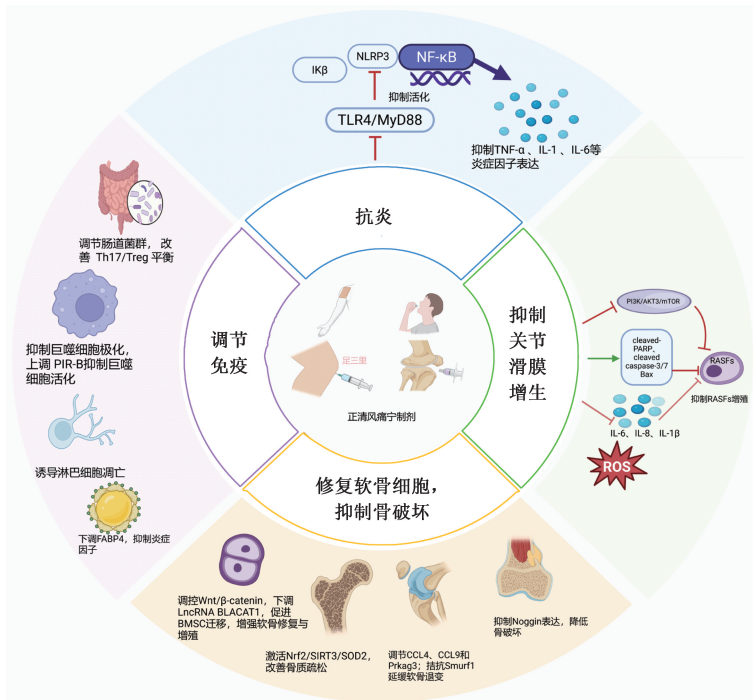 NLRP3
NF-κB
IKβ
抑制活化
TLR4/MyD88
抑制TNF-α、IL-1、IL-6等
炎症因子表达
抗炎
调节肠道菌群，改
善 Th17/Treg 平衡
抑制巨噬细胞极化，
上调 PIR-B抑制巨噬
细胞活化
诱导淋巴细胞凋亡
下调FABP4，抑制炎症
因子
调节
免疫
足三里
正清风痛宁制剂
抑制
关节
滑膜
增生
PI3K/AKT3/mTOR
cleaved-
PARP、
cleaved
caspase-3/7
Bax
RASFs
抑制RASFs增殖
IL-6、IL-8、IL-1β
ROS
修复软骨细胞，
抑制骨破坏
调控Wnt/β-catenin，下调
LncRNA BLACAT1，促进
BMSC迁移，增强软骨修复与
增殖
激活Nrf2/SIRT3/SOD2，
改善骨质疏松
调节CCL4、CCL9和
Prkag3；拮抗Smurf1
延缓软骨退变
抑制Noggin表达，降低
骨破坏